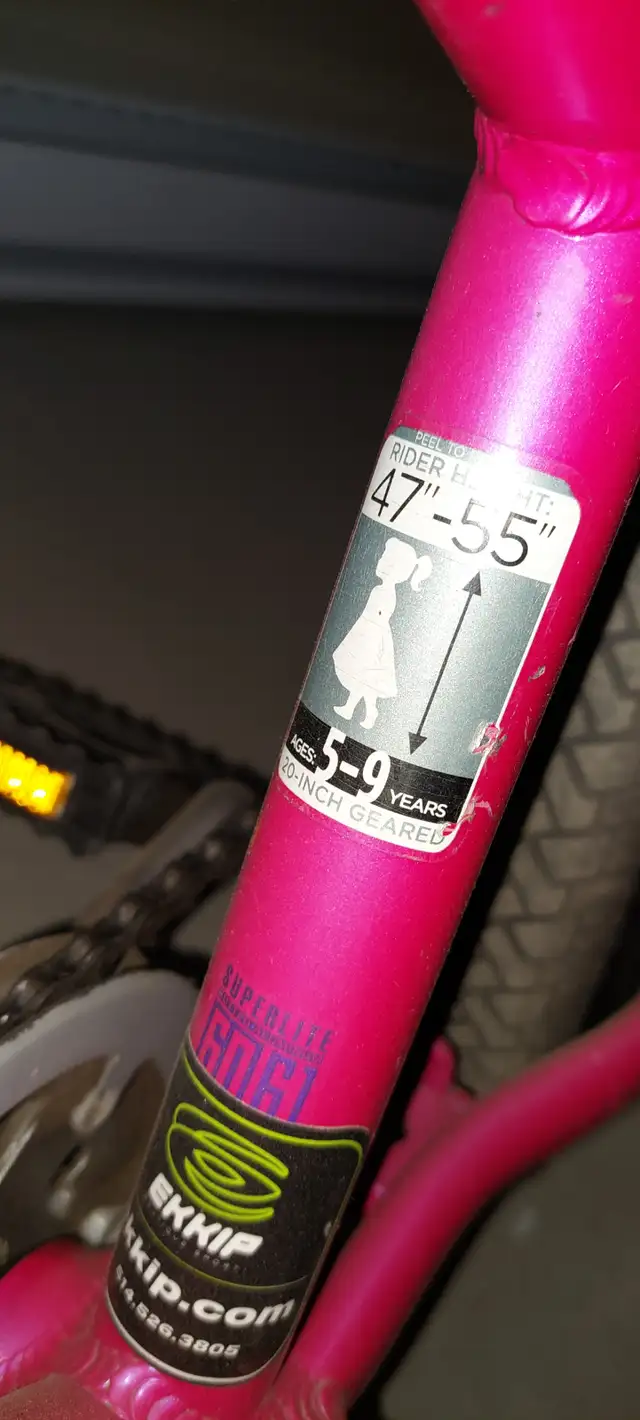 PEEL TO
RIDER
47"-55"
AGES: 5-9 YEARS
20-INCH GEARED
SUPERLITE
6061
EKKIP
kkip.com
514.526.3805